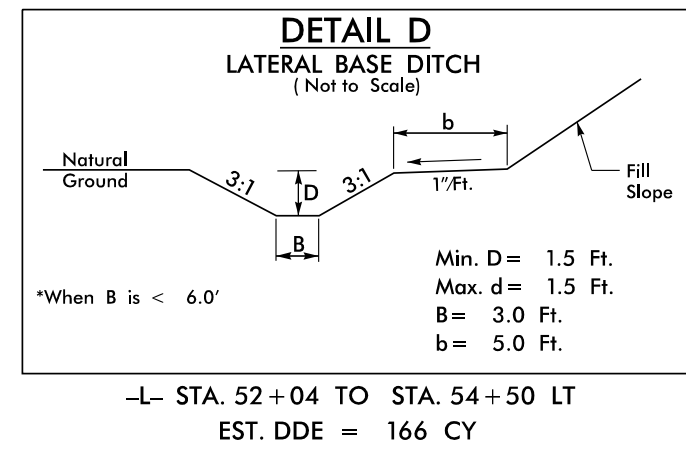 DETAIL D
LATERAL BASE DITCH
( Not to Scale)
b
Natural
Ground
3:1
D
3:1
1"/Ft.
Fill
Slope
B
Min. D = 1.5 Ft.
Max. d = 1.5 Ft.
B = 3.0 Ft.
b = 5.0 Ft.
*When B is < 6.0'
-L- STA. 52+04 TO STA. 54+50 LT
EST. DDE = 166 CY